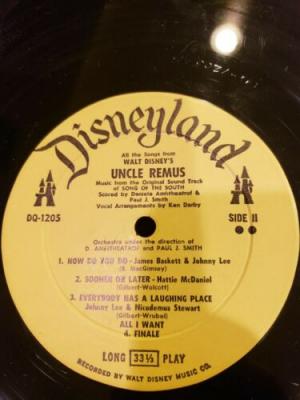 Disneyland
All the Songs from
WALT DISNEY'S
UNCLE REMUS
Music from the Original Sound Track
of SONG OF THE SOUTH
Scored by Daniele Amfitheatrof &
Paul J. Smith
Vocal Arrangements by Ken Darby
DQ-1205
SIDE II
Orchestra under the direction of
D. AMFITHEATROF and PAUL J. SMITH
1. HOW DO YOU DO - James Baskett & Johnny Lee
(R. MacGimsey)
2. SOONER OR LATER - Hattie McDaniel
(Gilbert-Wolcott)
3. EVERYBODY HAS A LAUGHING PLACE
Johnny Lee & Nicodemus Stewart
(Gilbert-Wrubel)
ALL I WANT
4. FINALE
LONG 33⅓ PLAY
RECORDED BY WALT DISNEY MUSIC CO.